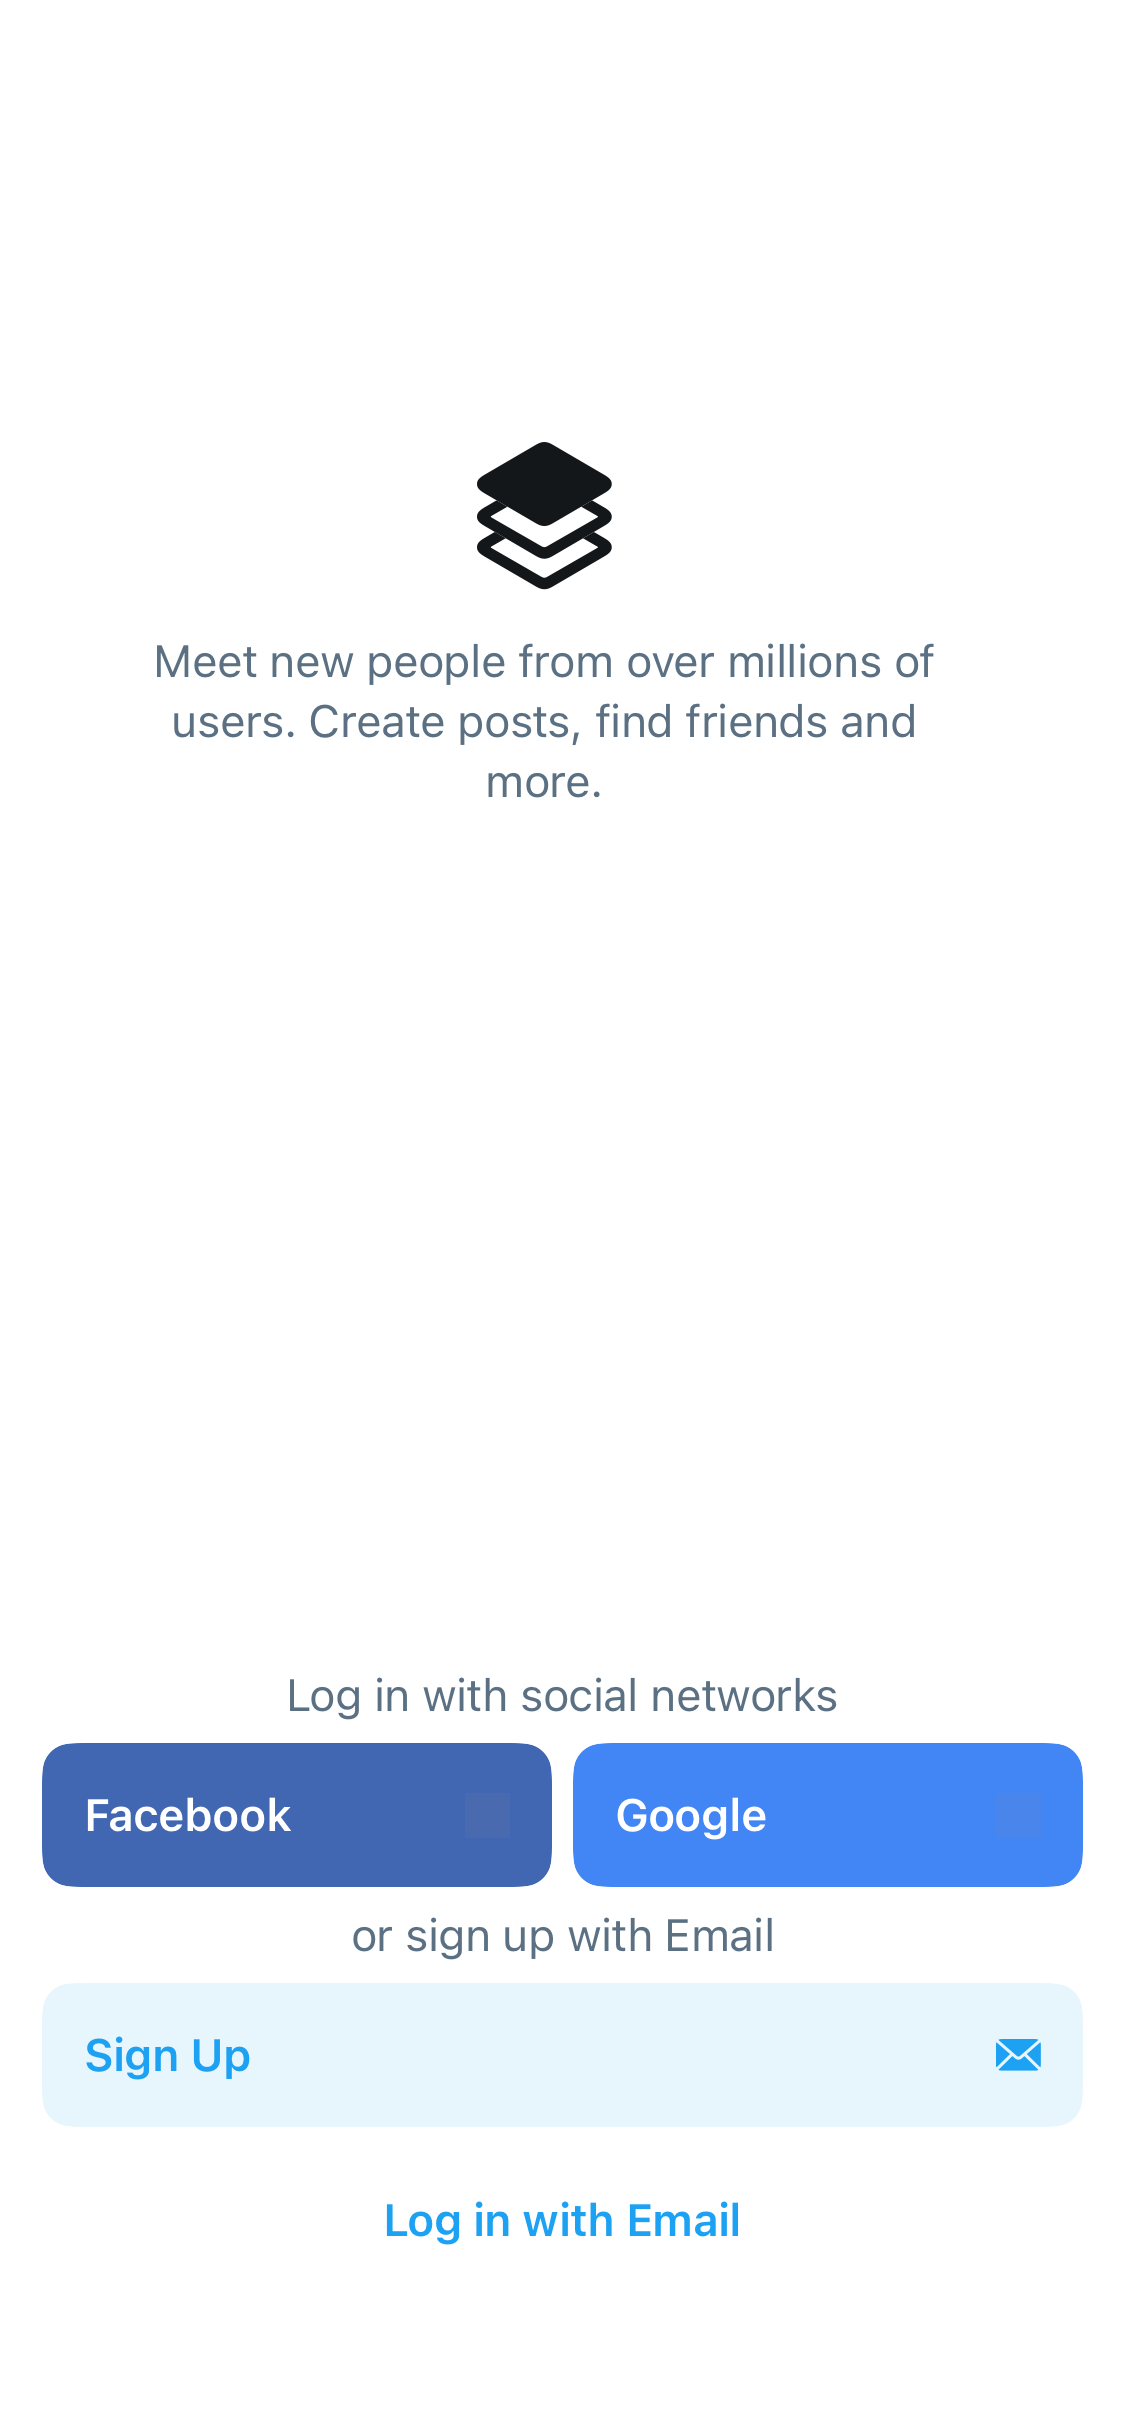 Meet new people from over millions of
users. Create posts, find friends and
more.
Log in with social networks
Facebook
Google
or sign up with Email
Sign Up
Log in with Email